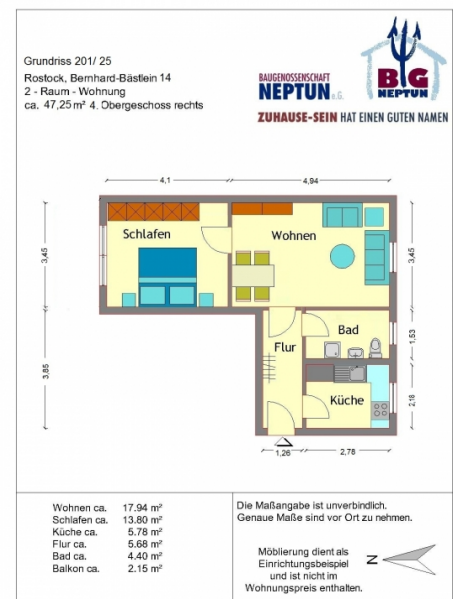 Grundriss 201/ 25
Rostock, Bernhard-Bästlein 14
2 - Raum - Wohnung
ca. 47,25 m² 4. Obergeschoss rechts
BAUGENOSSENSCHAFT
NEPTUN e.G.
BG
NEPTUN
ZUHAUSE-SEIN HAT EINEN GUTEN NAMEN
4,1
4,94
Schlafen
Wohnen
3,45
3,45
Bad
Flur
1,53
3,85
Küche
2,18
1,26
2,78
Wohnen ca. 17.94 m²
Schlafen ca. 13.80 m²
Küche ca. 5.78 m²
Flur ca. 5.68 m²
Bad ca. 4.40 m²
Balkon ca. 2.15 m²
Die Maßangabe ist unverbindlich.
Genaue Maße sind vor Ort zu nehmen.
Möblierung dient als
Einrichtungsbeispiel
und ist nicht im
Wohnungspreis enthalten.
N